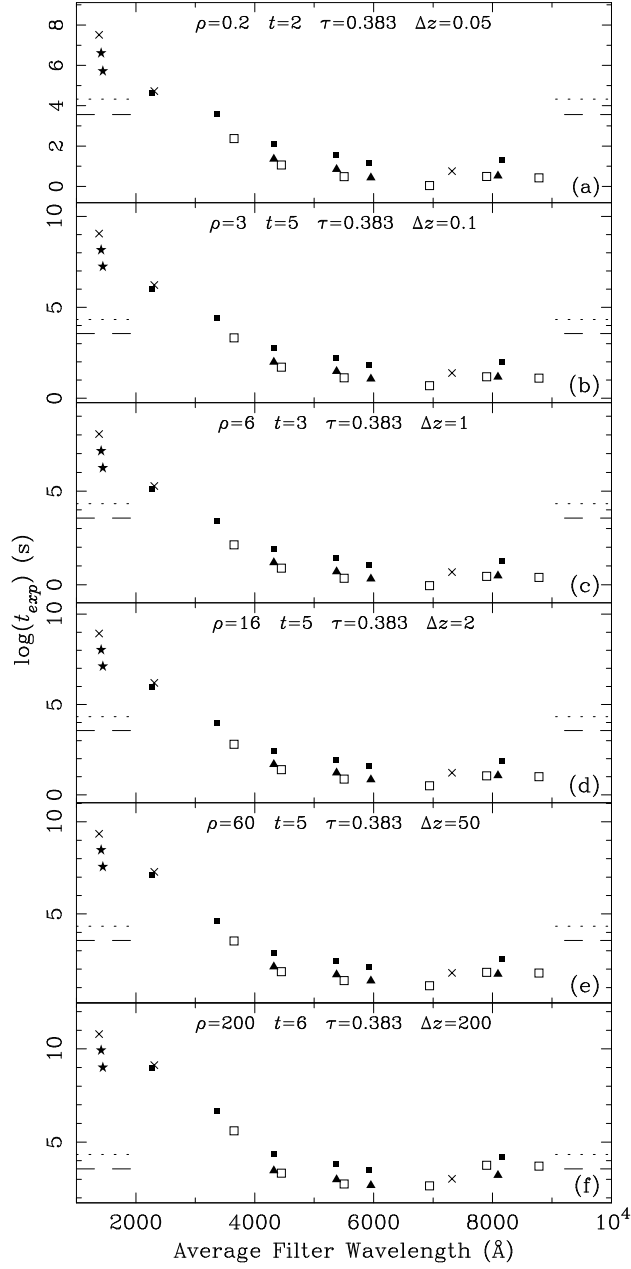 8
6
4
2
0
ρ=0.2 t=2 τ=0.383 Δz=0.05
(a)
10
5
0
ρ=3 t=5 τ=0.383 Δz=0.1
(b)
5
0
ρ=6 t=3 τ=0.383 Δz=1
(c)
log(t_exp) (s)
10
5
0
ρ=16 t=5 τ=0.383 Δz=2
(d)
10
5
ρ=60 t=5 τ=0.383 Δz=50
(e)
10
5
ρ=200 t=6 τ=0.383 Δz=200
(f)
2000 4000 6000 8000 10⁴
Average Filter Wavelength (Å)